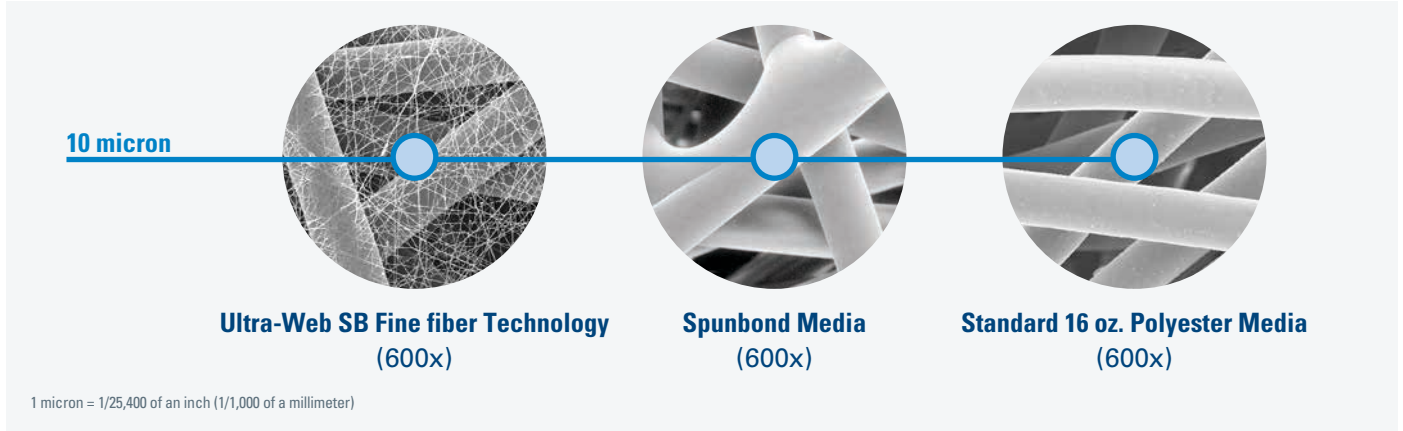 10 micron
Ultra-Web SB Fine fiber Technology
(600x)
Spunbond Media
(600x)
Standard 16 oz. Polyester Media
(600x)
1 micron = 1/25,400 of an inch (1/1,000 of a millimeter)